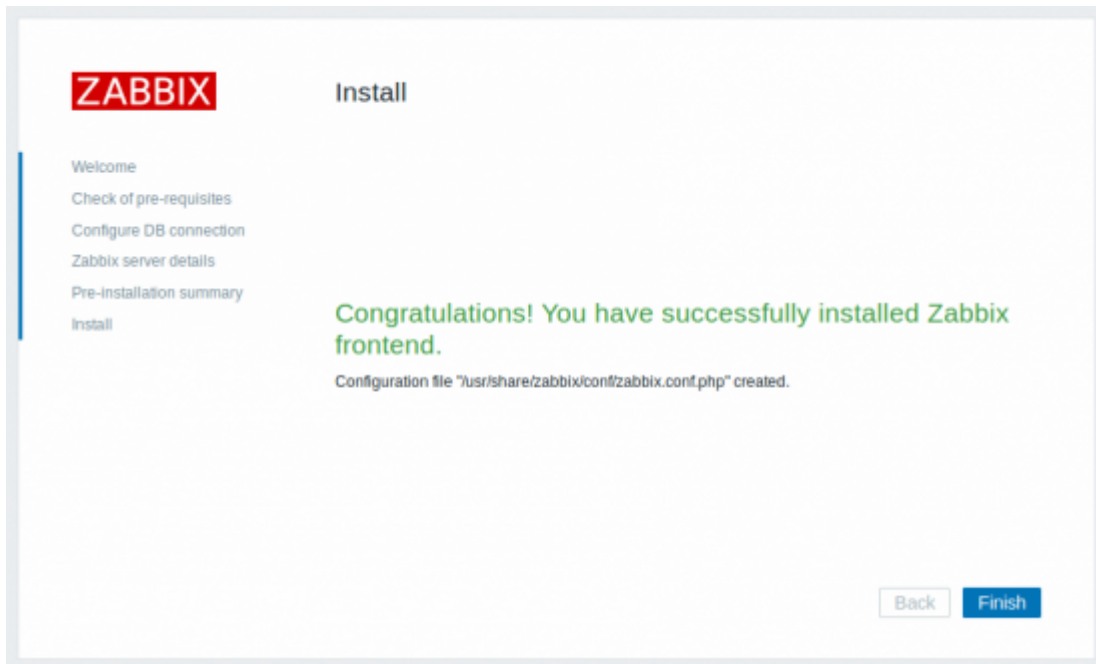 ZABBIX
Install
Welcome
Check of pre-requisites
Configure DB connection
Zabbix server details
Pre-installation summary
Install
Congratulations! You have successfully installed Zabbix
frontend.
Configuration file "/usr/share/zabbix/conf/zabbix.conf.php" created.
Back
Finish